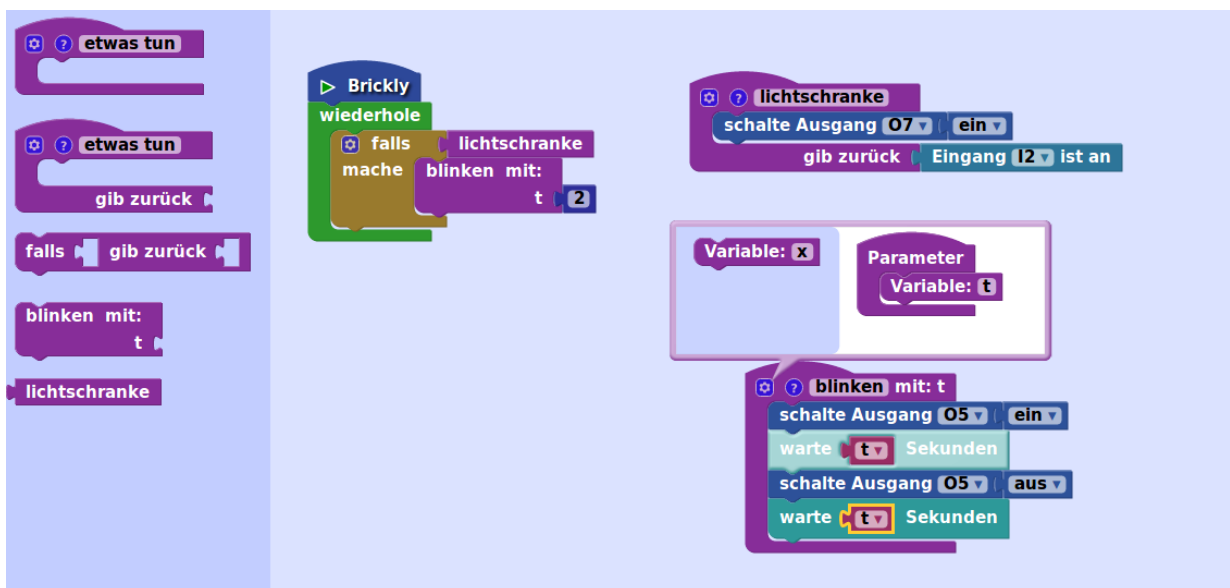 etwas tun
etwas tun
gib zurück
falls gib zurück
blinken mit:
t
lichtschranke
Brickly
wiederhole
falls lichtschranke
mache blinken mit:
t 2
? lichtschranke
schalte Ausgang O7 ein
gib zurück Eingang I2 ist an
Variable: x
Parameter
Variable: t
? blinken mit: t
schalte Ausgang O5 ein
warte t Sekunden
schalte Ausgang O5 aus
warte t Sekunden